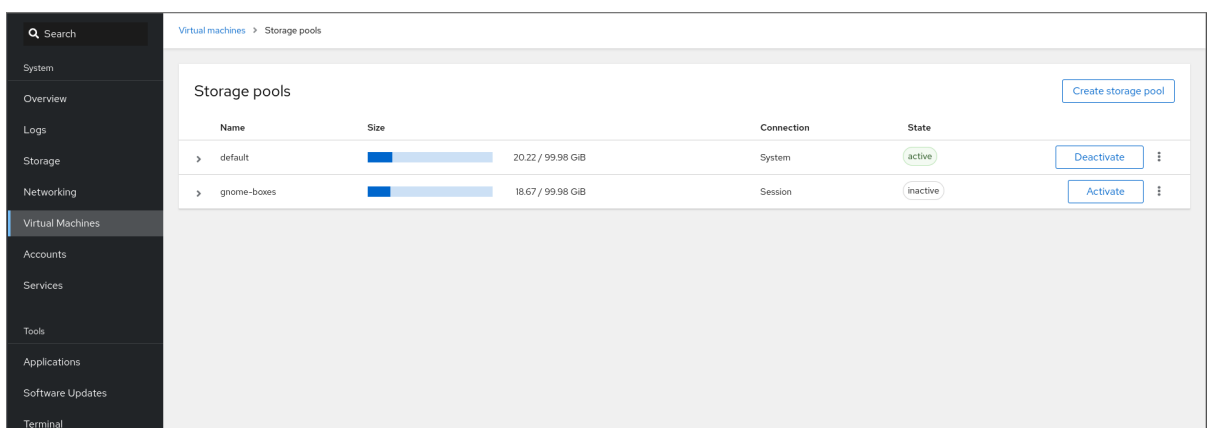 Search
System
Overview
Logs
Storage
Networking
Virtual Machines
Accounts
Services
Tools
Applications
Software Updates
Terminal
Virtual machines > Storage pools
Storage pools
Create storage pool
Name Size Connection State
default 20.22 / 99.98 GiB System active Deactivate
gnome-boxes 18.67 / 99.98 GiB Session inactive Activate